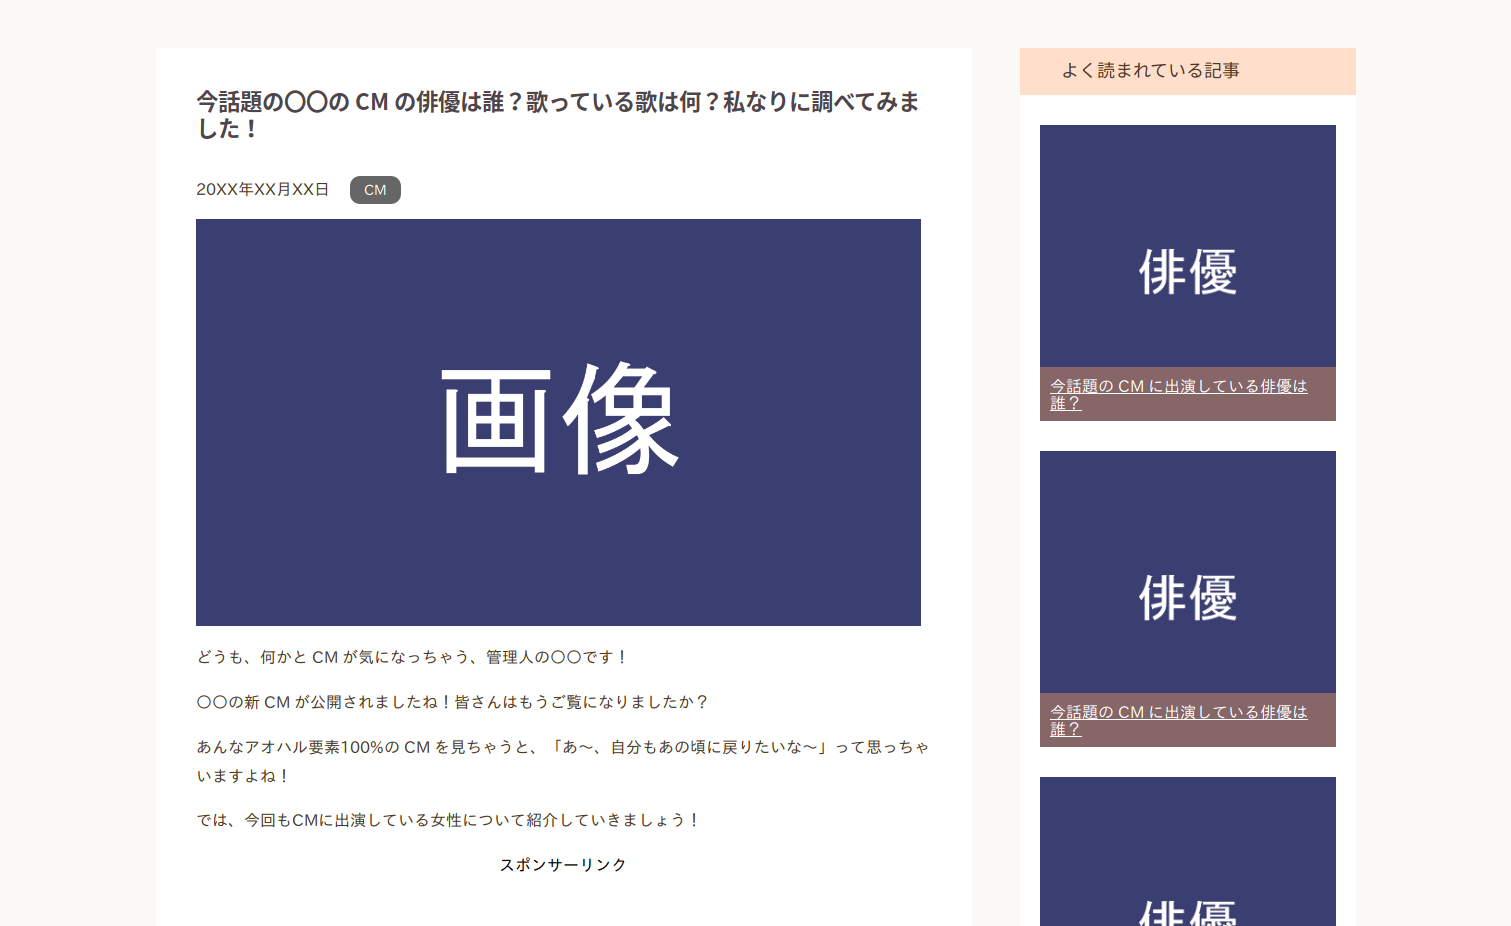 今話題の〇〇の CM の俳優は誰？歌っている歌は何？私なりに調べてみま
した！
20XX年XX月XX日
CM
画像
どうも、何かと CM が気になっちゃう、管理人の〇〇です！
〇〇の新 CM が公開されましたね！皆さんはもうご覧になりましたか？
あんなアオハル要素100%の CM を見ちゃうと、「あ～、自分もあの頃に戻りたいな～」って思っちゃ
いますよね！
では、今回もCMに出演している女性について紹介していきましょう！
スポンサーリンク
よく読まれている記事
俳優
今話題の CM に出演している俳優は
誰？
俳優
今話題の CM に出演している俳優は
誰？
俳優